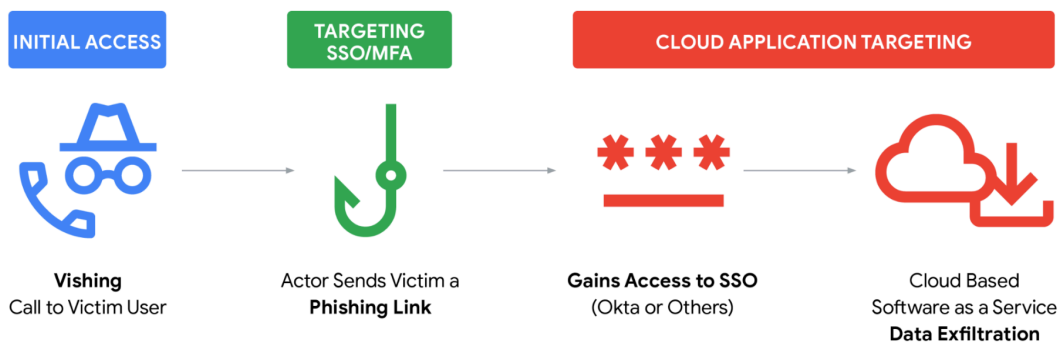 INITIAL ACCESS
TARGETING
SSO/MFA
CLOUD APPLICATION TARGETING
Vishing
Call to Victim User
Actor Sends Victim a
Phishing Link
Gains Access to SSO
(Okta or Others)
Cloud Based
Software as a Service
Data Exfiltration